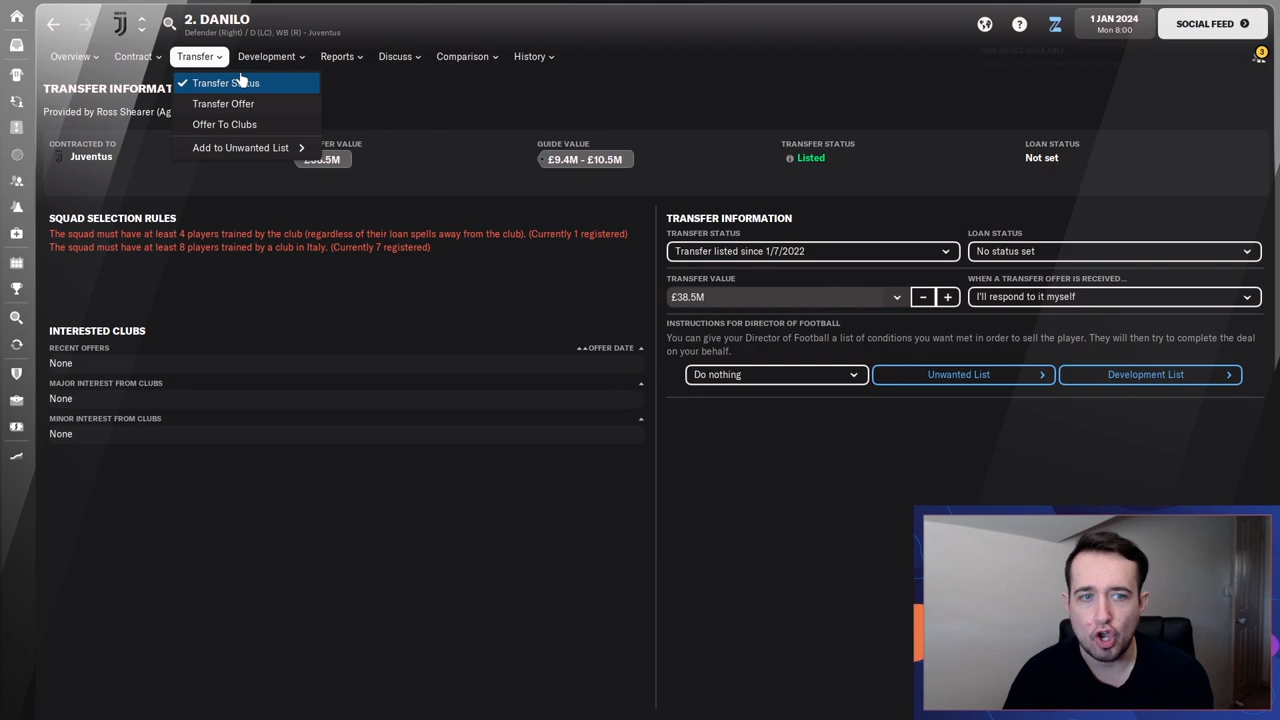 2. DANILO
Defender (Right) / D (LC), WB (R) - Juventus
1 JAN 2024
Mon 8:00
SOCIAL FEED
Overview
Contract
Transfer
Development
Reports
Discuss
Comparison
History
3
Transfer Status
Transfer Offer
Offer To Clubs
Add to Unwanted List
TRANSFER INFORMAT
Provided by Ross Shearer (Ag
CONTRACTED TO
Juventus
FER VALUE
GUIDE VALUE
£9.4M - £10.5M
TRANSFER STATUS
Listed
LOAN STATUS
Not set
SQUAD SELECTION RULES
The squad must have at least 4 players trained by the club (regardless of their loan spells away from the club). (Currently 1 registered)
The squad must have at least 8 players trained by a club in Italy. (Currently 7 registered)
INTERESTED CLUBS
RECENT OFFERS
OFFER DATE
None
MAJOR INTEREST FROM CLUBS
None
MINOR INTEREST FROM CLUBS
None
TRANSFER INFORMATION
TRANSFER STATUS
LOAN STATUS
Transfer listed since 1/7/2022
No status set
TRANSFER VALUE
WHEN A TRANSFER OFFER IS RECEIVED...
£38.5M
I'll respond to it myself
INSTRUCTIONS FOR DIRECTOR OF FOOTBALL
You can give your Director of Football a list of conditions you want met in order to sell the player. They will then try to complete the deal
on your behalf.
Do nothing
Unwanted List
Development List